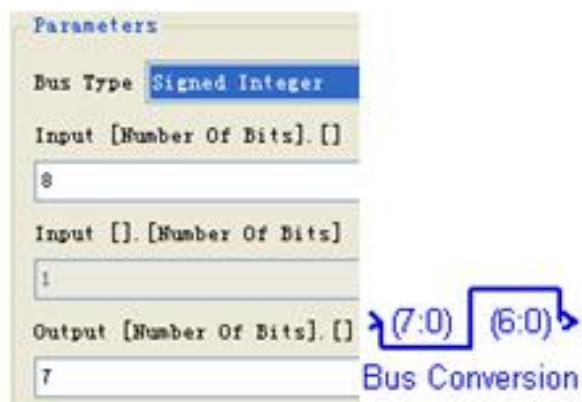 Parameters
Bus Type Signed Integer
Input [Number Of Bits].[]
8
Input [].[Number Of Bits]
1
Output [Number Of Bits].[]
7
(7:0) (6:0)
Bus Conversion